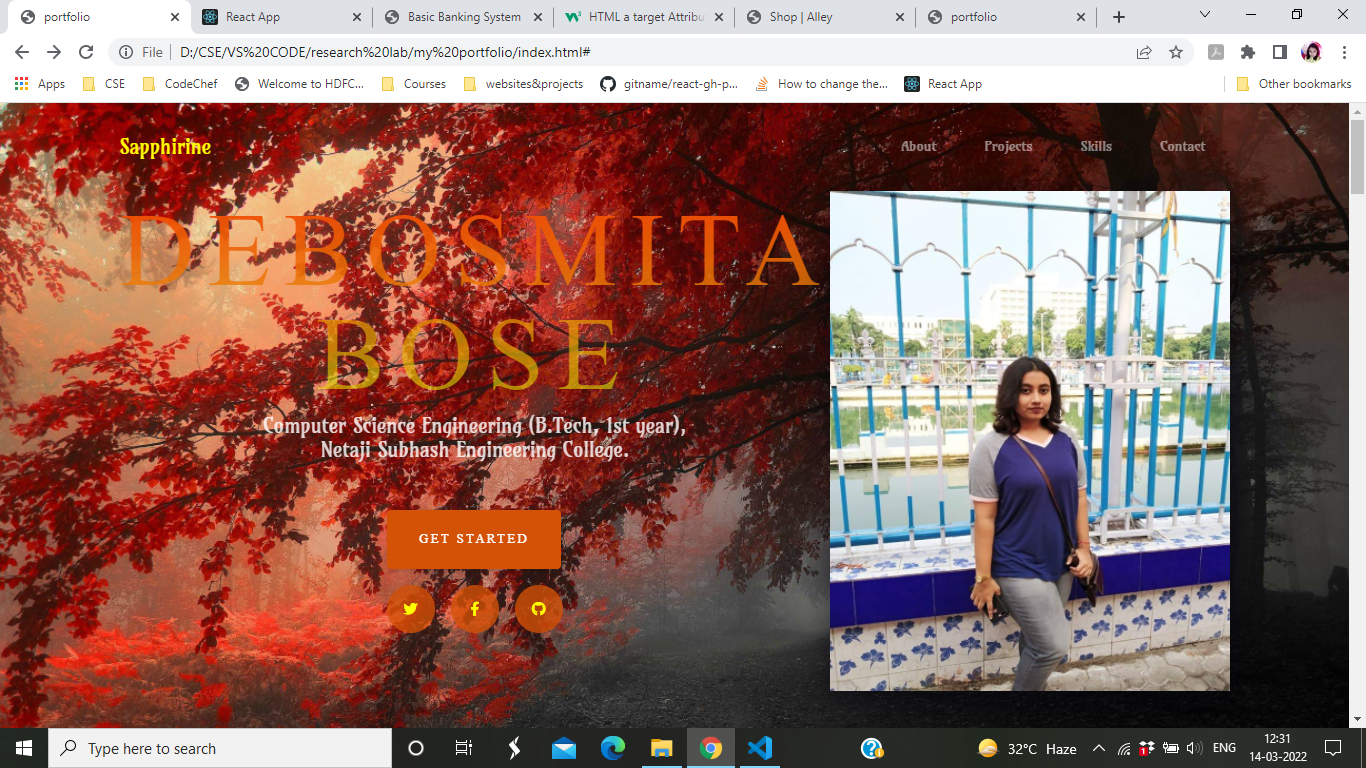 portfolio
React App
Basic Banking System
HTML a target Attribu
Shop | Alley
portfolio
File
D:/CSE/VS%20CODE/research%20lab/my%20portfolio/index.html#
Apps
CSE
CodeChef
Welcome to HDFC...
Courses
websites&projects
gitname/react-gh-p...
How to change the...
React App
Other bookmarks
Sapphirine
About
Projects
Skills
Contact
DEBOSMITA
BOSE
Computer Science Engineering (B.Tech, 1st year),
Netaji Subhash Engineering College.
GET STARTED
Type here to search
32°C Haze
ENG
12:31
14-03-2022